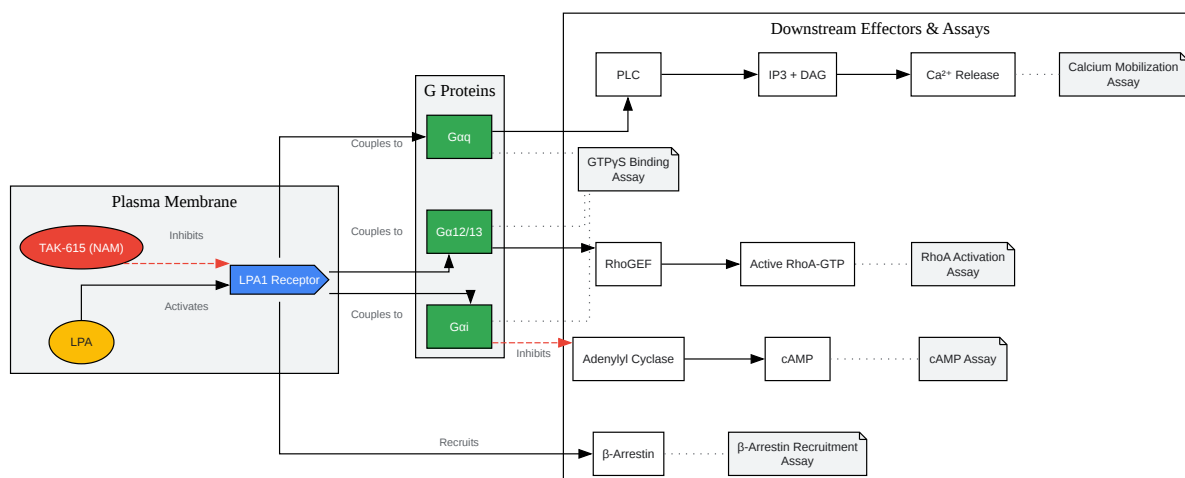 Downstream Effectors & Assays
PLC
IP3 + DAG
Ca²⁺ Release
Calcium Mobilization
Assay
G Proteins
Gαq
Couples to
GTPγS Binding
Assay
Plasma Membrane
TAK-615 (NAM)
Inhibits
LPA1 Receptor
Activates
LPA
Couples to
Gα12/13
RhoGEF
Active RhoA-GTP
RhoA Activation
Assay
Couples to
Gαi
Inhibits
Adenylyl Cyclase
cAMP
cAMP Assay
Recruits
β-Arrestin
β-Arrestin Recruitment
Assay